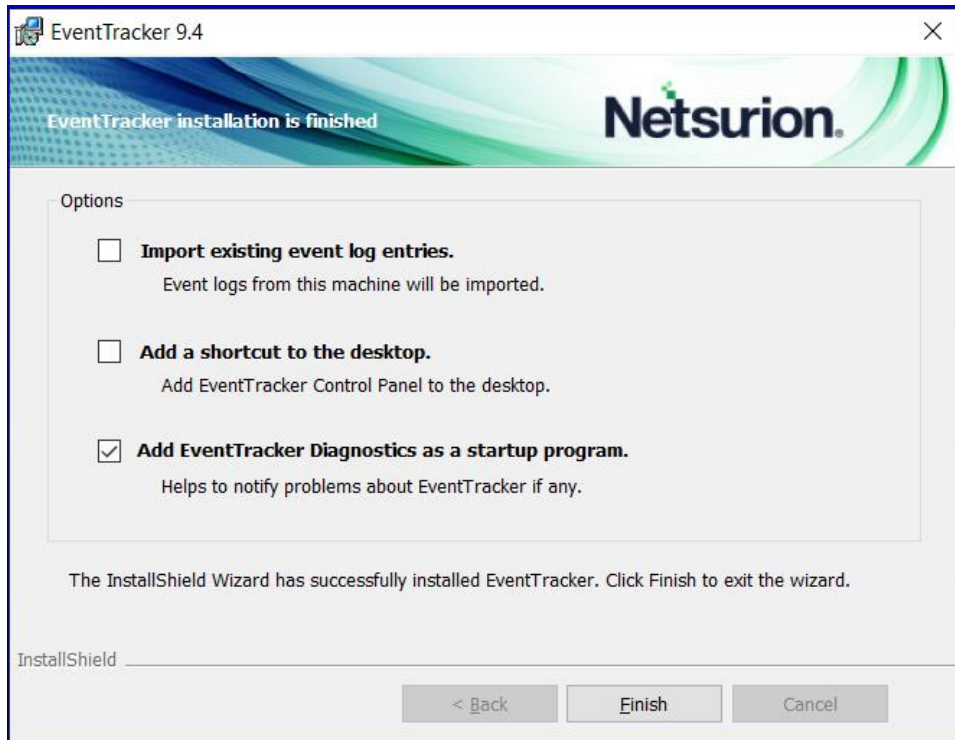 EventTracker 9.4
EventTracker installation is finished
Netsurion.
Options
Import existing event log entries.
Event logs from this machine will be imported.
Add a shortcut to the desktop.
Add EventTracker Control Panel to the desktop.
Add EventTracker Diagnostics as a startup program.
Helps to notify problems about EventTracker if any.
The InstallShield Wizard has successfully installed EventTracker. Click Finish to exit the wizard.
InstallShield
< Back Finish Cancel